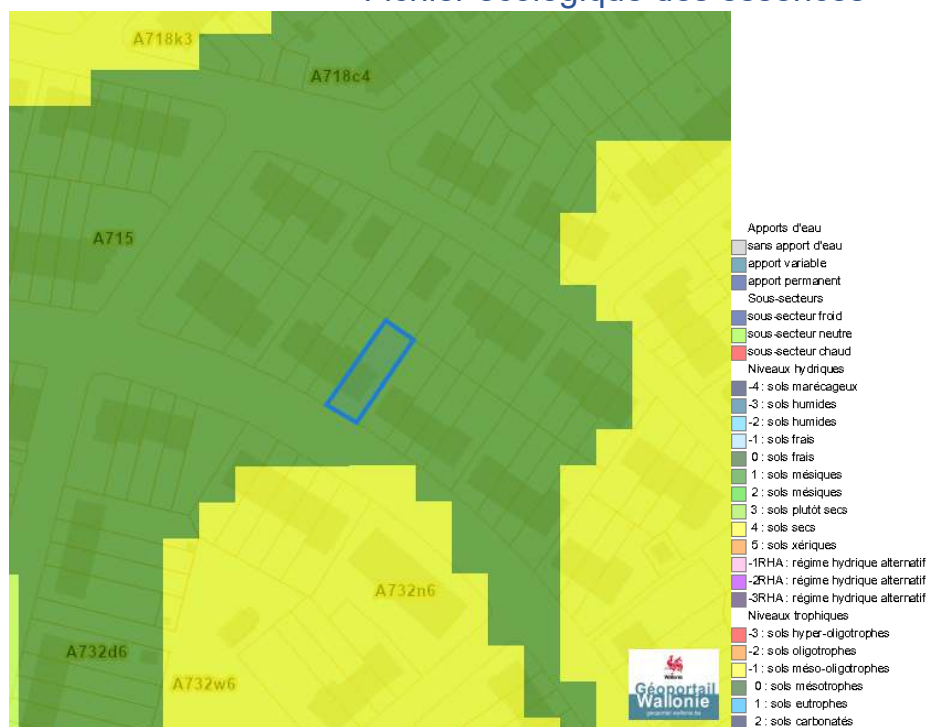 Fichier écologique des essences
A718k3
A718c4
A715
A732n6
A732d6
A732w6
Apports d'eau
sans apport d'eau
apport variable
apport permanent
Sous-secteurs
sous-secteur froid
sous-secteur neutre
sous-secteur chaud
Niveaux hydriques
-4 : sols marécageux
-3 : sols humides
-2 : sols humides
-1 : sols frais
0 : sols frais
1 : sols mésiques
2 : sols mésiques
3 : sols plutôt secs
4 : sols secs
5 : sols xériques
-1RHA : régime hydrique alternatif
-2RHA : régime hydrique alternatif
-3RHA : régime hydrique alternatif
Niveaux trophiques
-3 : sols hyper-oligotrophes
-2 : sols oligotrophes
-1 : sols méso-oligotrophes
0 : sols mésotrophes
1 : sols eutrophes
2 : sols carbonatés
Wallonie
Géoportail
Wallonie
geoportail.wallonie.be